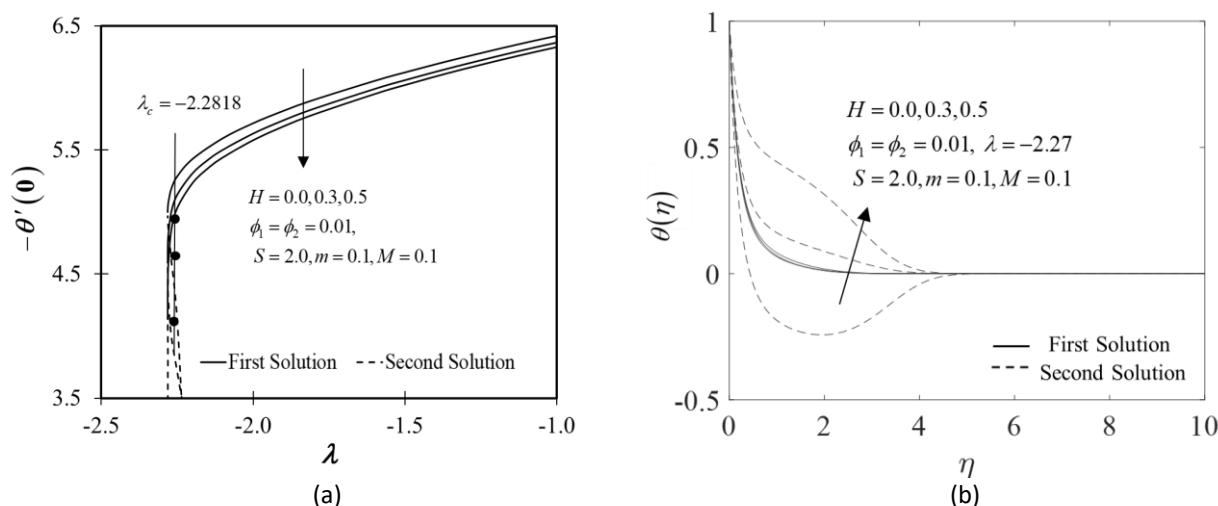 6.5
5.5
4.5
3.5
−θ′(0)
λc = −2.2818
H = 0.0, 0.3, 0.5
ϕ1 = ϕ2 = 0.01,
S = 2.0, m = 0.1, M = 0.1
First Solution Second Solution
-2.5 -2.0 -1.5 -1.0
λ
(a)
1
0.5
0
-0.5
θ(η)
H = 0.0, 0.3, 0.5
ϕ1 = ϕ2 = 0.01, λ = −2.27
S = 2.0, m = 0.1, M = 0.1
First Solution
Second Solution
0 2 4 6 8 10
η
(b)